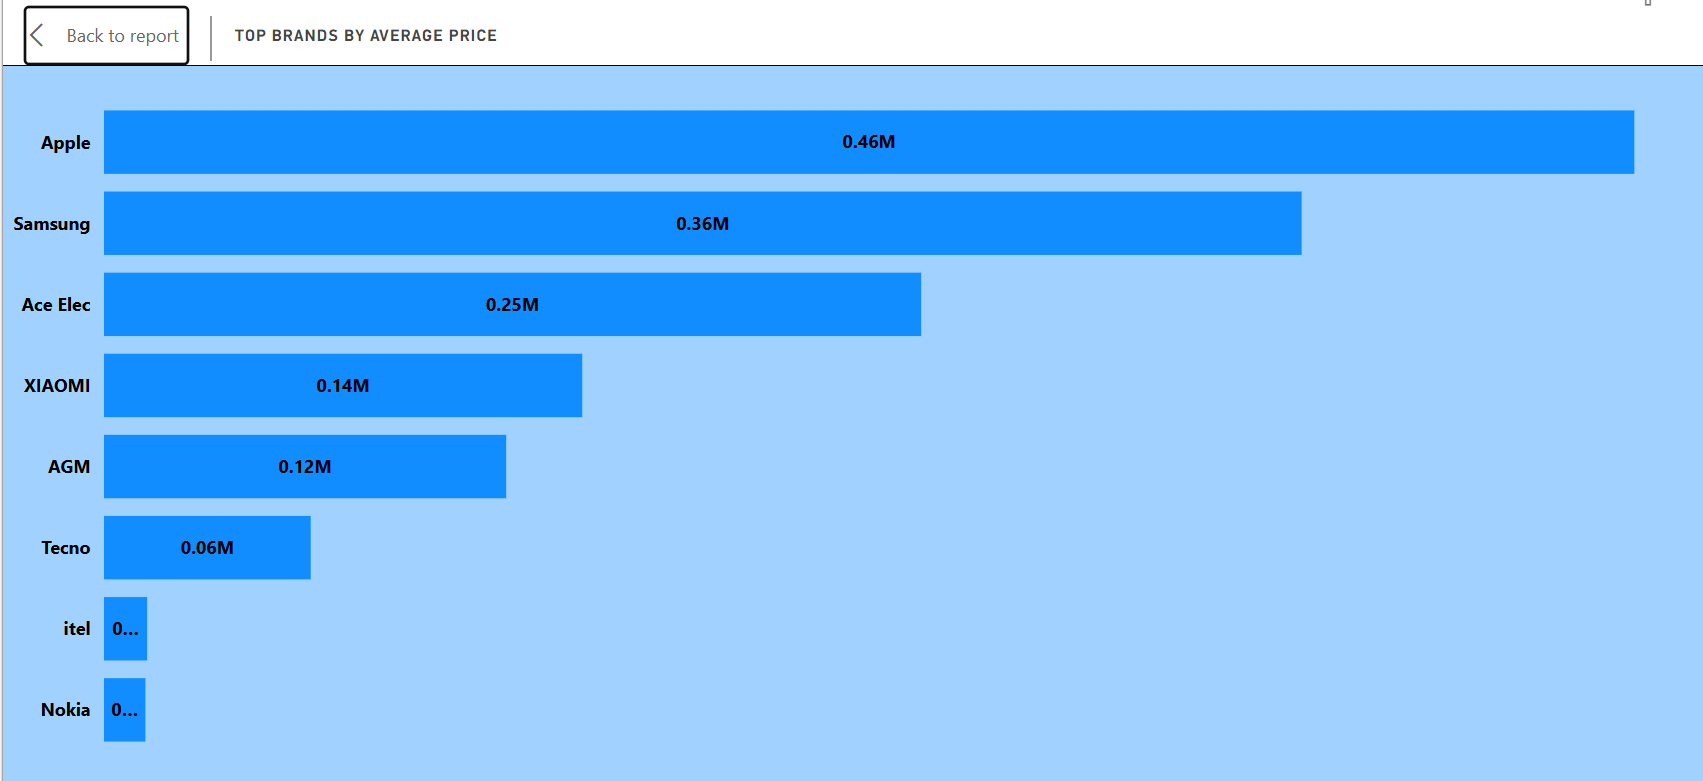 Back to report
TOP BRANDS BY AVERAGE PRICE
Apple 0.46M
Samsung 0.36M
Ace Elec 0.25M
XIAOMI 0.14M
AGM 0.12M
Tecno 0.06M
itel 0...
Nokia 0...